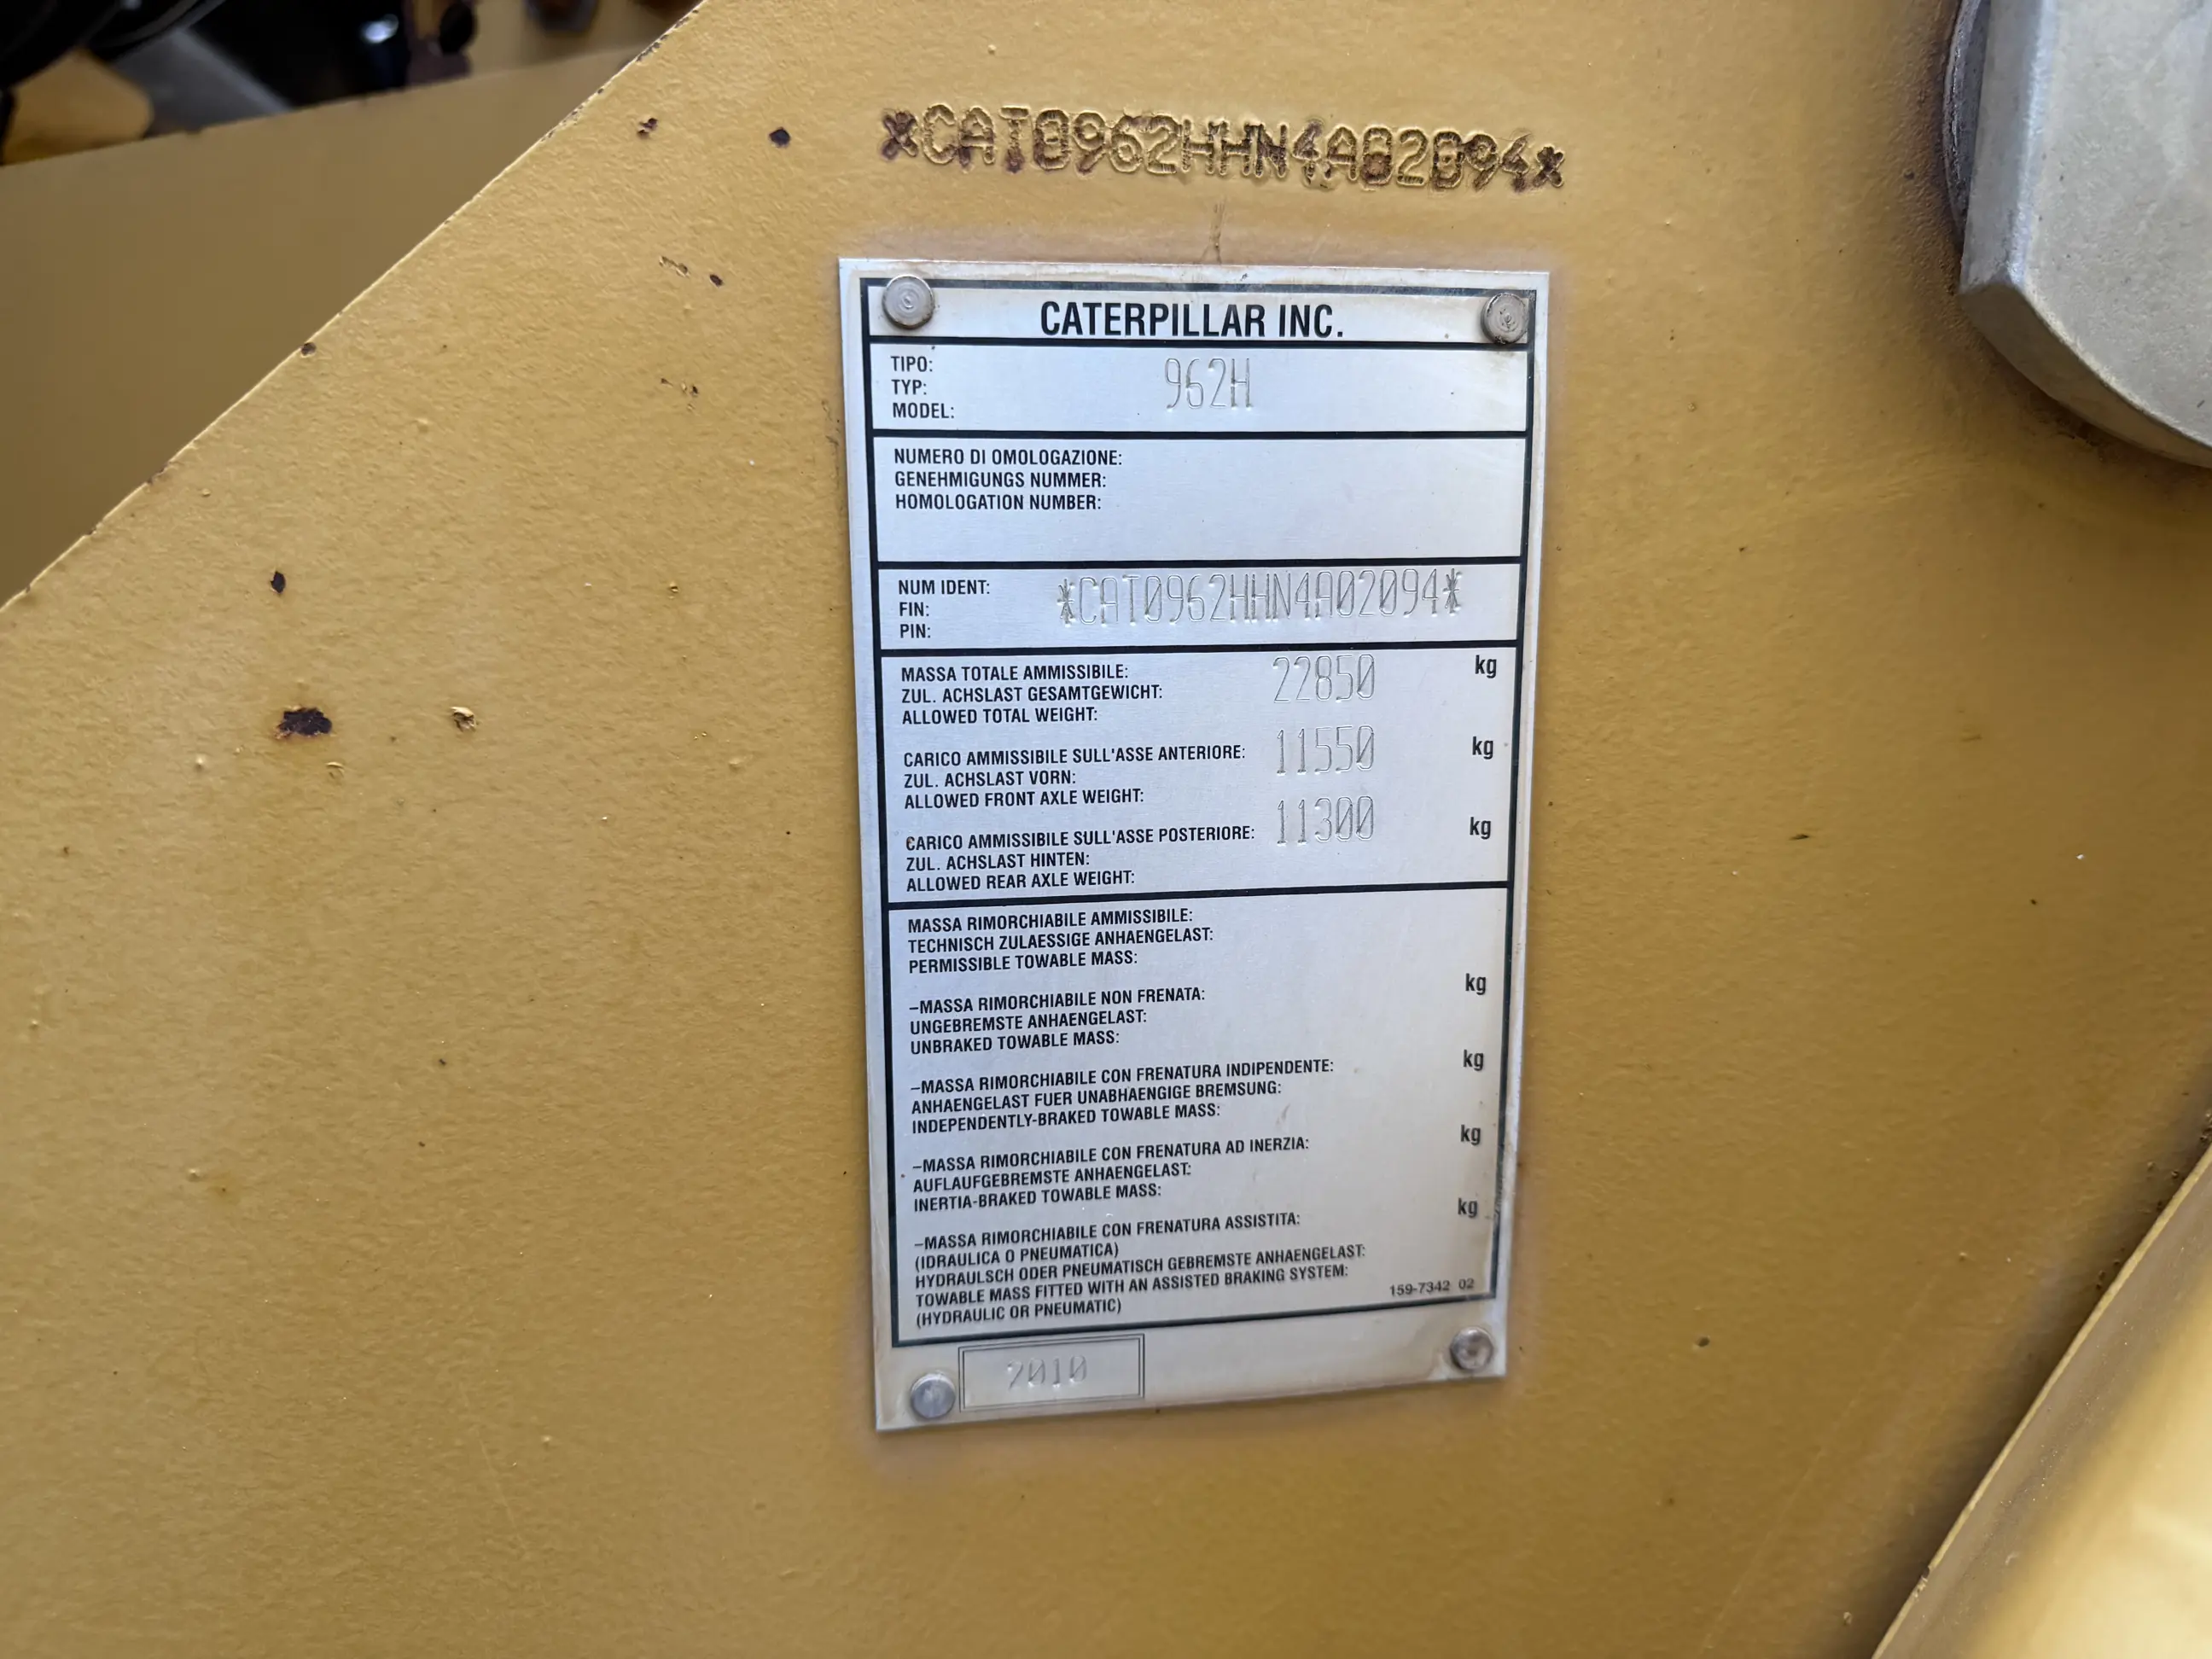 *CAT0962HHN4A02094*
CATERPILLAR INC.
TIPO:
TYP:
MODEL:
962H
NUMERO DI OMOLOGAZIONE:
GENEHMIGUNGS NUMMER:
HOMOLOGATION NUMBER:
NUM IDENT:
FIN:
PIN:
*CAT0962HHN4A02094*
MASSA TOTALE AMMISSIBILE: 22850 kg
ZUL. ACHSLAST GESAMTGEWICHT:
ALLOWED TOTAL WEIGHT:
CARICO AMMISSIBILE SULL'ASSE ANTERIORE: 11550 kg
ZUL. ACHSLAST VORN:
ALLOWED FRONT AXLE WEIGHT:
CARICO AMMISSIBILE SULL'ASSE POSTERIORE: 11300 kg
ZUL. ACHSLAST HINTEN:
ALLOWED REAR AXLE WEIGHT:
MASSA RIMORCHIABILE AMMISSIBILE:
TECHNISCH ZULAESSIGE ANHAENGELAST:
PERMISSIBLE TOWABLE MASS:
–MASSA RIMORCHIABILE NON FRENATA: kg
UNGEBREMSTE ANHAENGELAST:
UNBRAKED TOWABLE MASS:
–MASSA RIMORCHIABILE CON FRENATURA INDIPENDENTE: kg
ANHAENGELAST FUER UNABHAENGIGE BREMSUNG:
INDEPENDENTLY-BRAKED TOWABLE MASS:
–MASSA RIMORCHIABILE CON FRENATURA AD INERZIA: kg
AUFLAUFGEBREMSTE ANHAENGELAST:
INERTIA-BRAKED TOWABLE MASS:
–MASSA RIMORCHIABILE CON FRENATURA ASSISTITA: kg
(IDRAULICA O PNEUMATICA)
HYDRAULSCH ODER PNEUMATISCH GEBREMSTE ANHAENGELAST:
TOWABLE MASS FITTED WITH AN ASSISTED BRAKING SYSTEM:
(HYDRAULIC OR PNEUMATIC)
159-7342 02
2010